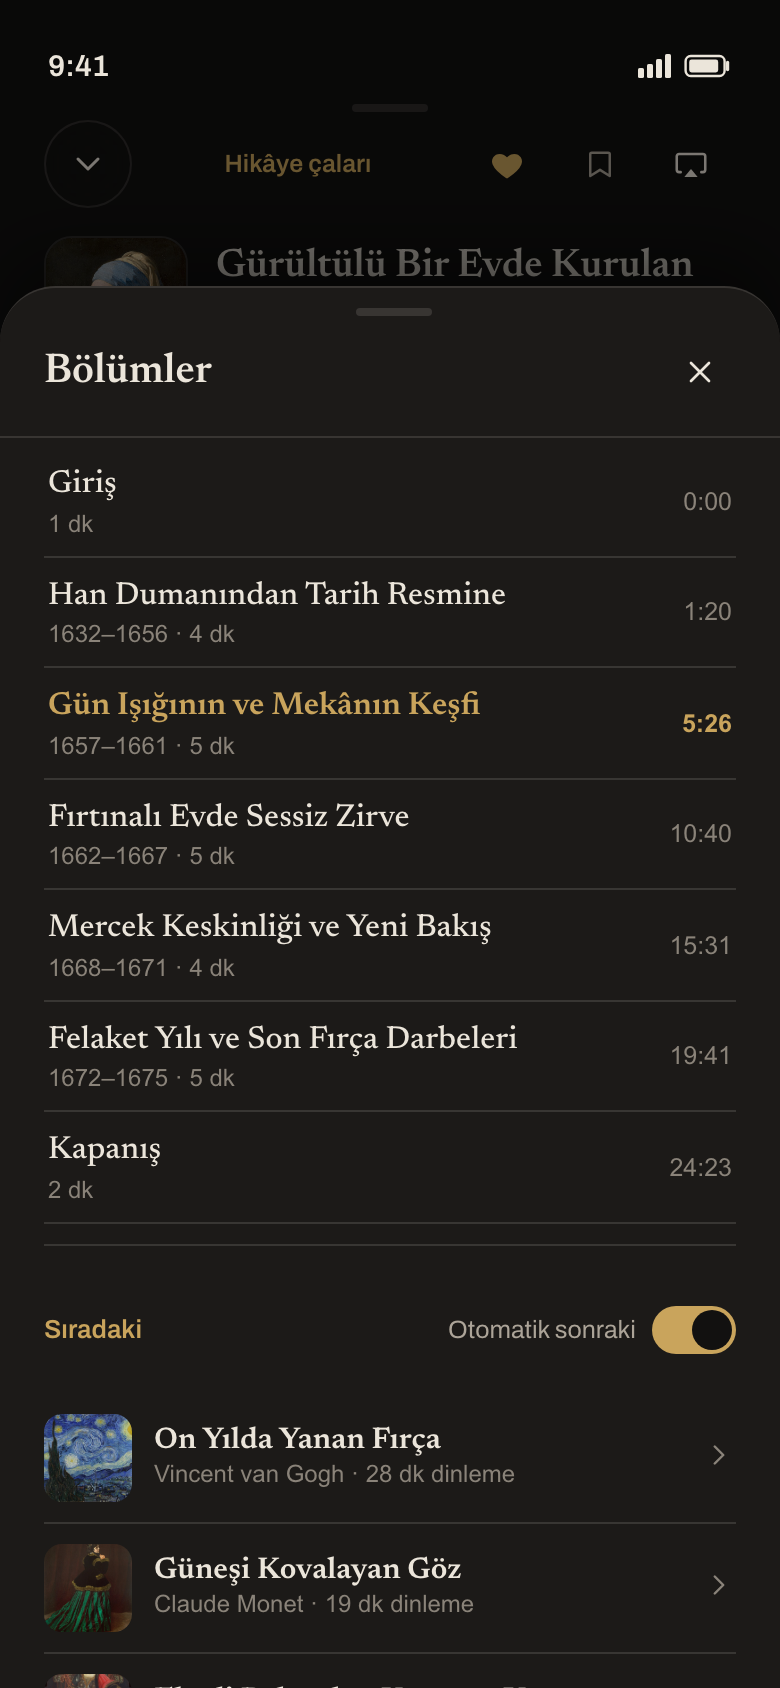 9:41
Hikâye çaları
Gürültülü Bir Evde Kurulan
Bölümler
Giriş
0:00
1 dk
Han Dumanından Tarih Resmine
1:20
1632–1656 · 4 dk
Gün Işığının ve Mekânın Keşfi
5:26
1657–1661 · 5 dk
Fırtınalı Evde Sessiz Zirve
10:40
1662–1667 · 5 dk
Mercek Keskinliği ve Yeni Bakış
15:31
1668–1671 · 4 dk
Felaket Yılı ve Son Fırça Darbeleri
19:41
1672–1675 · 5 dk
Kapanış
24:23
2 dk
Sıradaki
Otomatik sonraki
On Yılda Yanan Fırça
Vincent van Gogh · 28 dk dinleme
Güneşi Kovalayan Göz
Claude Monet · 19 dk dinleme